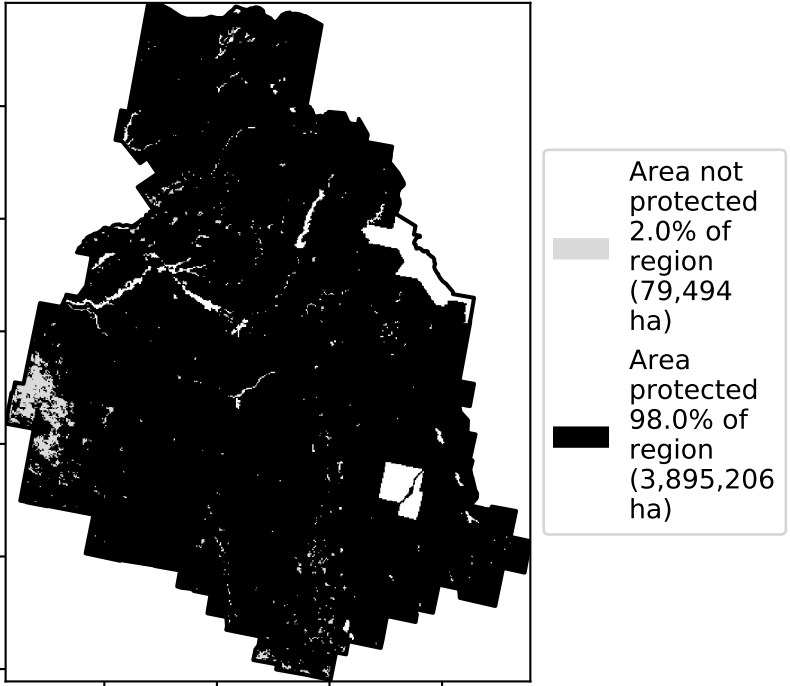 Area not
protected
2.0% of
region
(79,494
ha)
Area
protected
98.0% of
region
(3,895,206
ha)